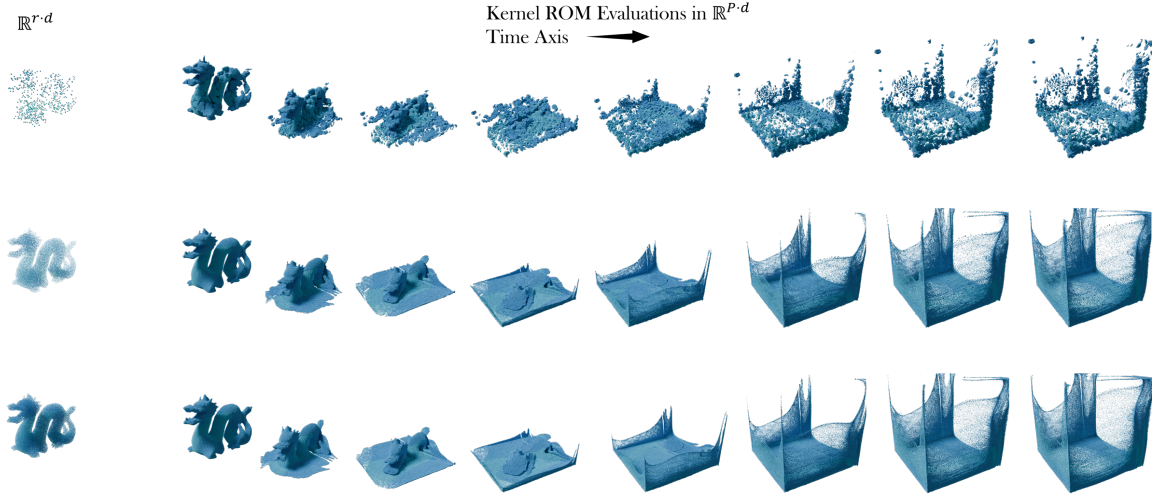 ℝ^{r·d}
Kernel ROM Evaluations in ℝ^{P·d}
Time Axis